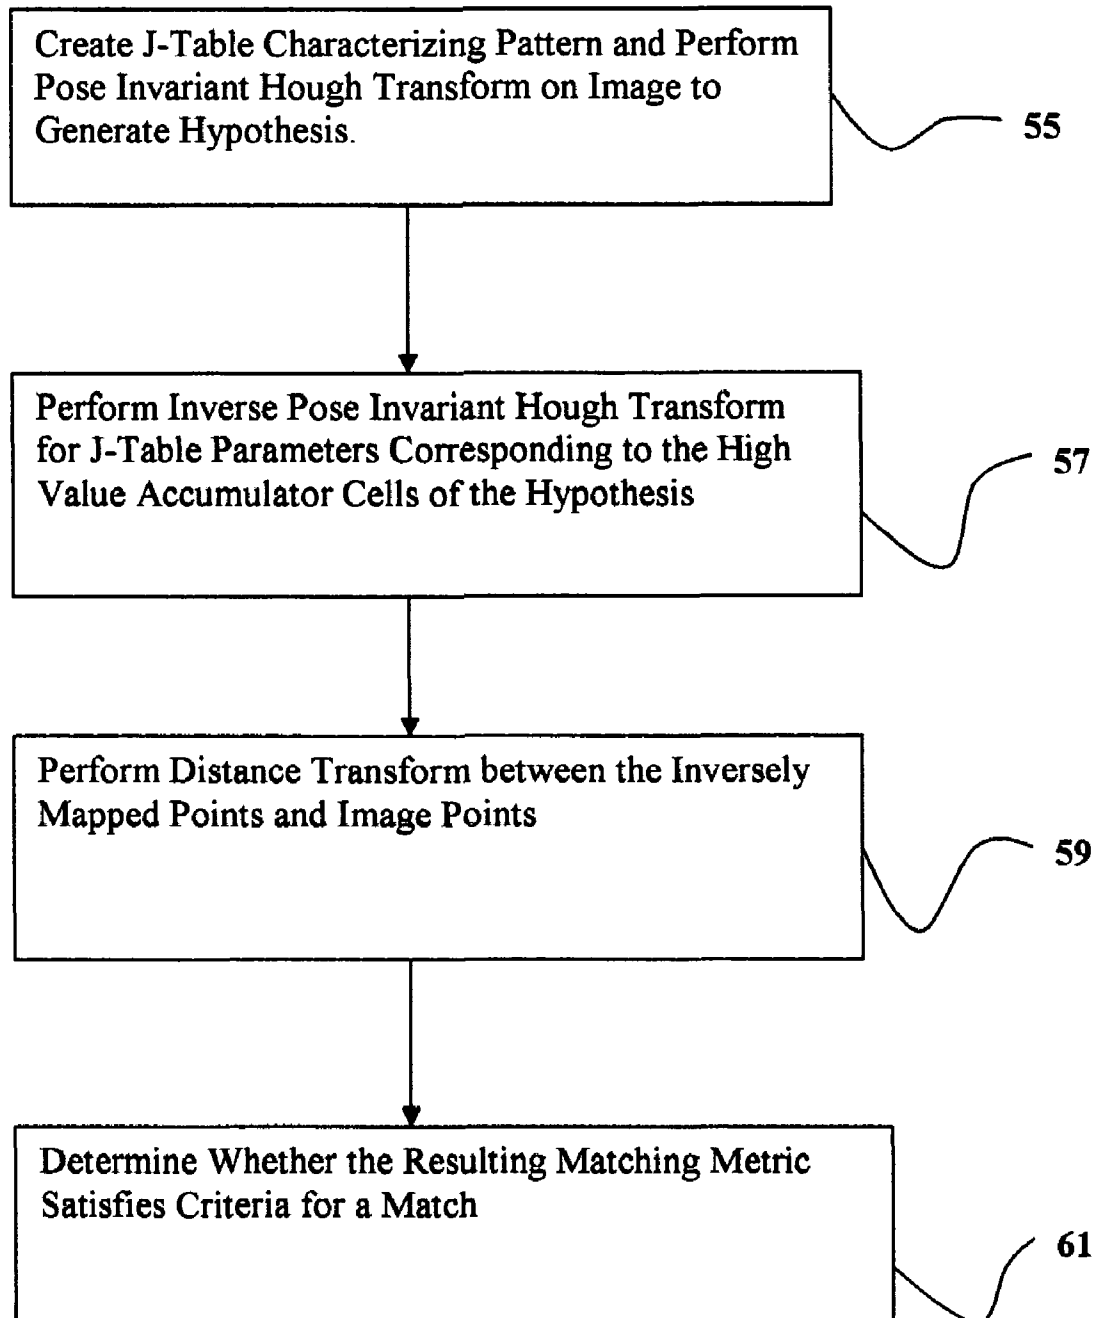 Create J-Table Characterizing Pattern and Perform
Pose Invariant Hough Transform on Image to
Generate Hypothesis.
55
Perform Inverse Pose Invariant Hough Transform
for J-Table Parameters Corresponding to the High
Value Accumulator Cells of the Hypothesis
57
Perform Distance Transform between the Inversely
Mapped Points and Image Points
59
Determine Whether the Resulting Matching Metric
Satisfies Criteria for a Match
61